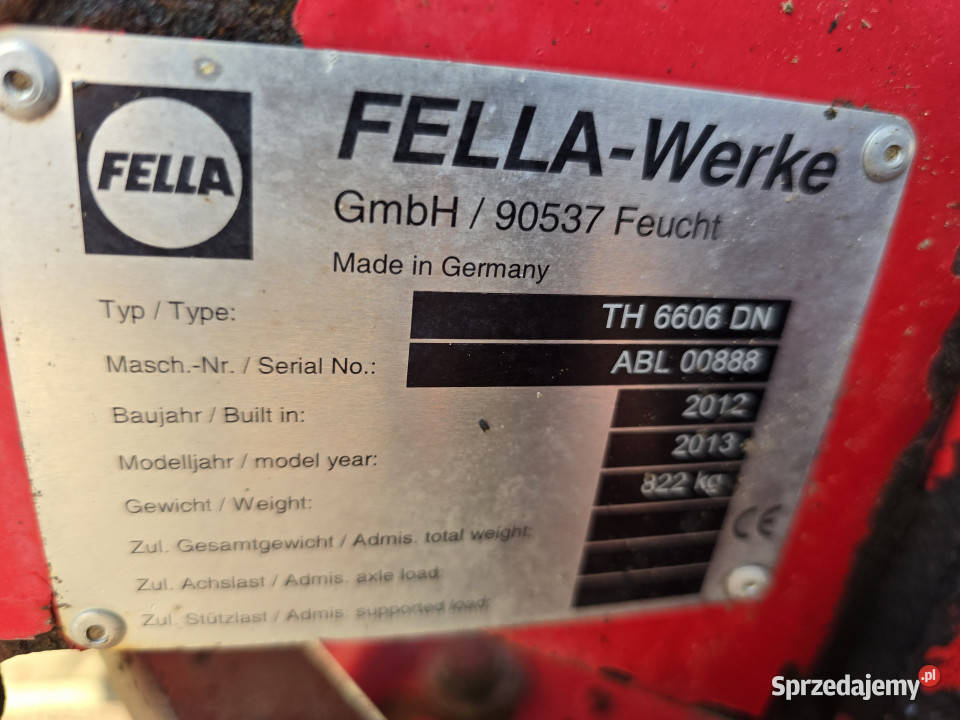 FELLA
FELLA-Werke
GmbH / 90537 Feucht
Made in Germany
Typ / Type: TH 6606 DN
Masch.-Nr. / Serial No.: ABL 00888
Baujahr / Built in: 2012
Modelljahr / model year: 2013
Gewicht / Weight: 822 kg
Zul. Gesamtgewicht / Admis. total weight:
CE
Zul. Achslast / Admis. axle load:
Zul. Stützlast / Admis. supported load:
Sprzedajemy.pl